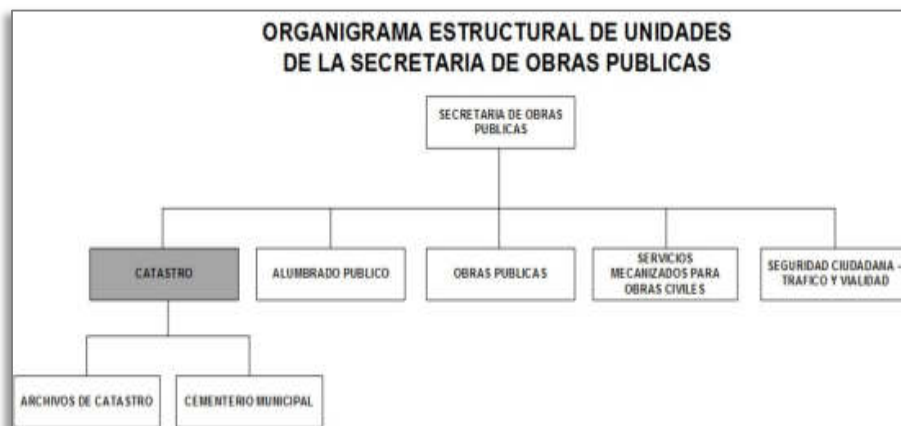 ORGANIGRAMA ESTRUCTURAL DE UNIDADES
DE LA SECRETARIA DE OBRAS PUBLICAS
SECRETARIA DE OBRAS
PUBLICAS
CATASTRO
ALUMBRADO PUBLICO
OBRAS PUBLICAS
SERVICIOS
MECANIZADOS PARA
OBRAS CIVILES
SEGURIDAD CIUDADANA -
TRAFICO Y VIALIDAD
ARCHIVOS DE CATASTRO
CEMENTERIO MUNICIPAL